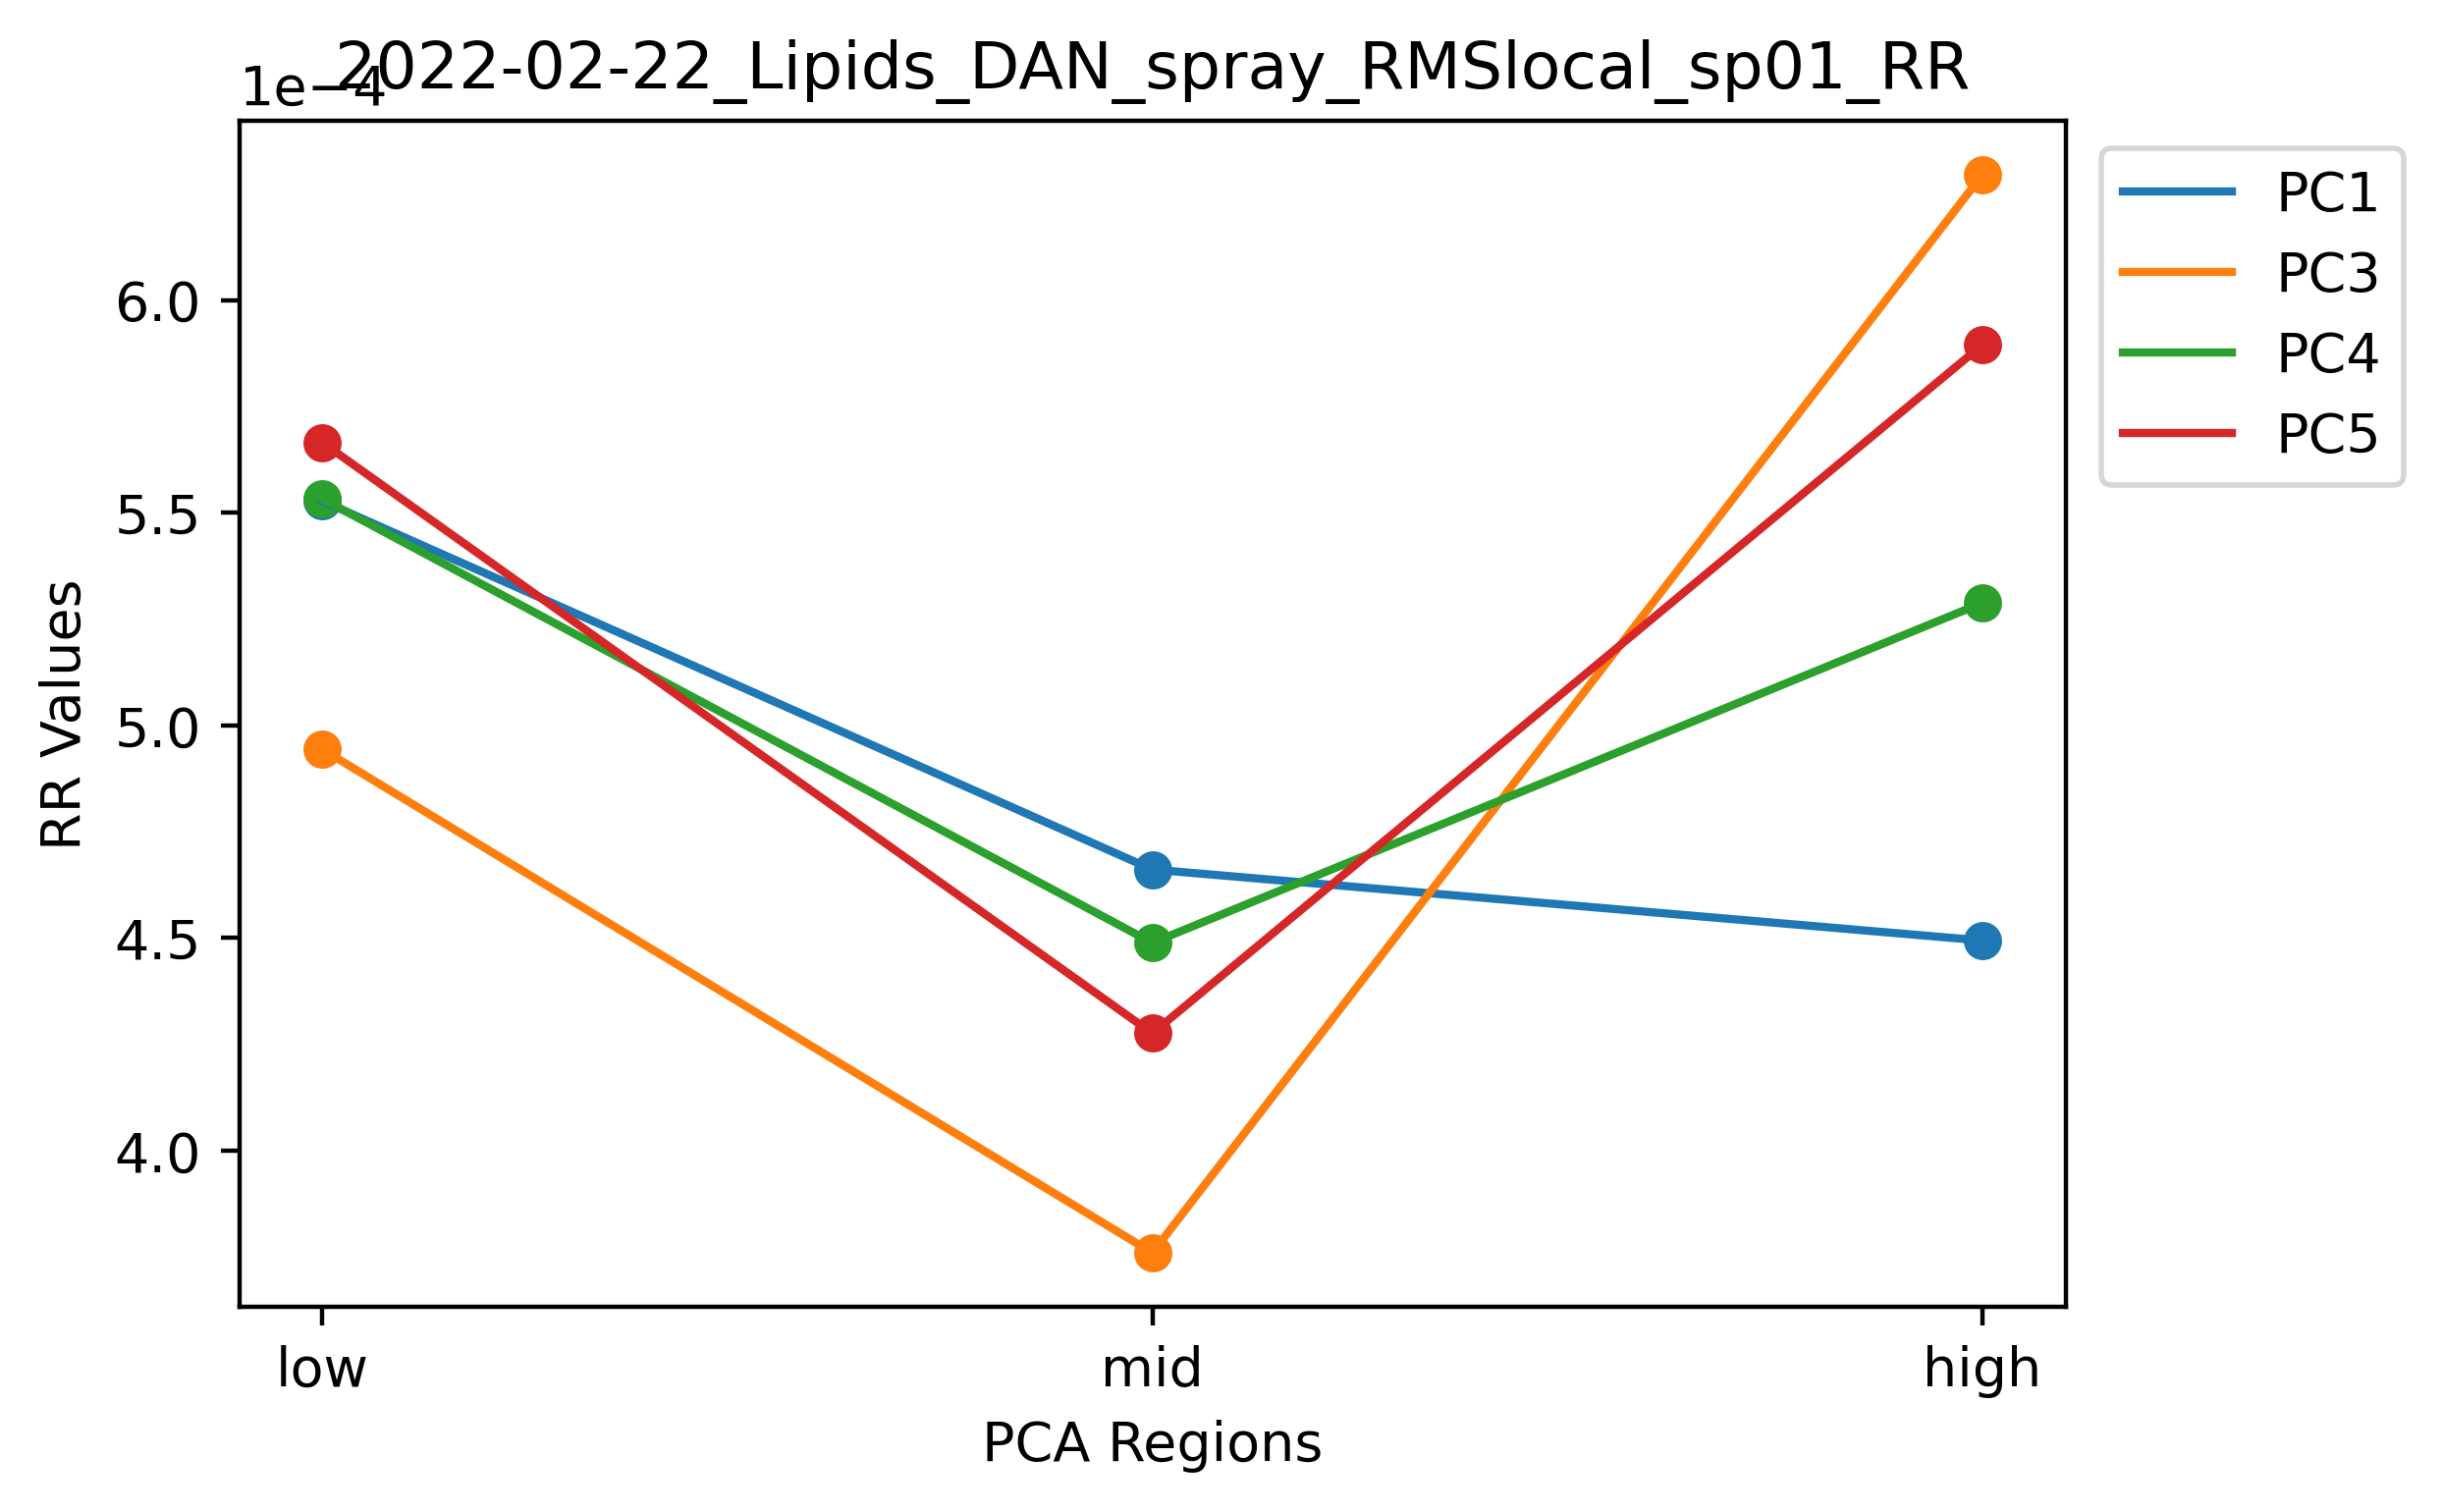 2022-02-22_Lipids_DAN_spray_RMSlocal_sp01_RR
1e−4
PC1
PC3
PC4
PC5
6.0
5.5
5.0
4.5
4.0
RR Values
low mid high
PCA Regions